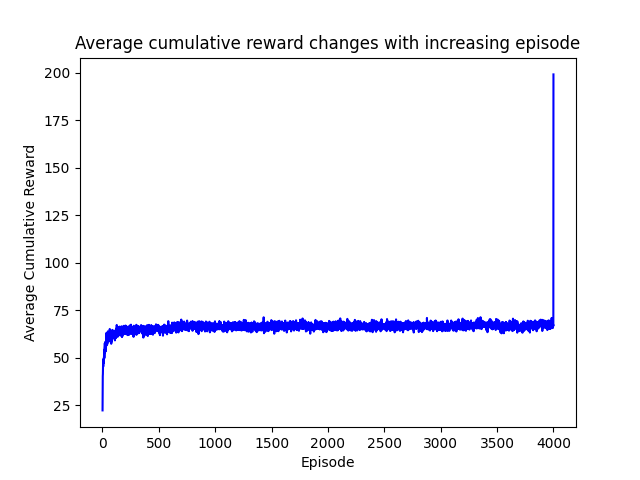 Average cumulative reward changes with increasing episode
200
175
150
125
100
75
50
25
Average Cumulative Reward
0 500 1000 1500 2000 2500 3000 3500 4000
Episode